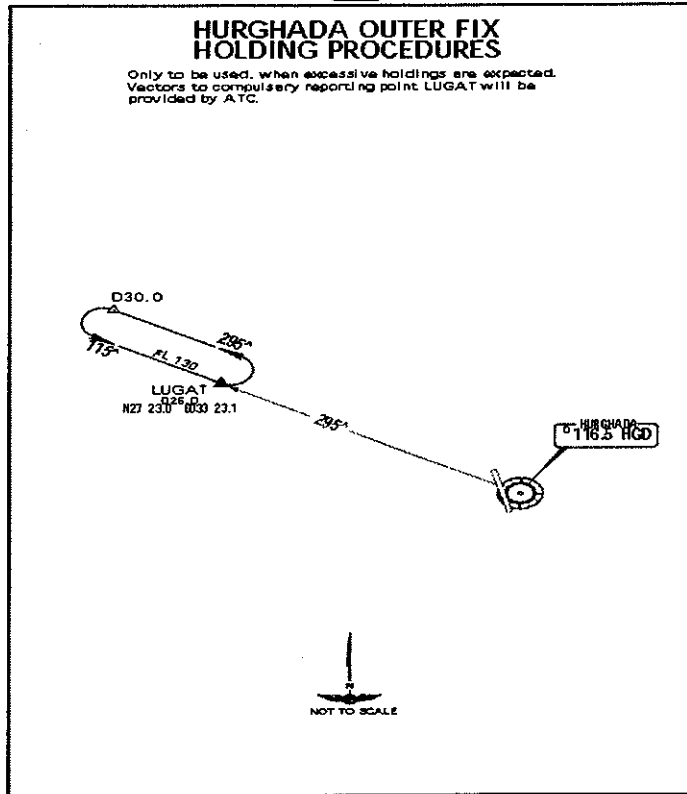 HURGHADA OUTER FIX
HOLDING PROCEDURES
Only to be used, when excessive holdings are expected.
Vectors to compulsery reporting point LUGAT will be
provided by ATC.
D30.0
295^
115^
FL 130
LUGAT
D26.0
N27 23.0 E033 23.1
295^
HURGHADA
D 116.5 HGD
N
NOT TO SCALE